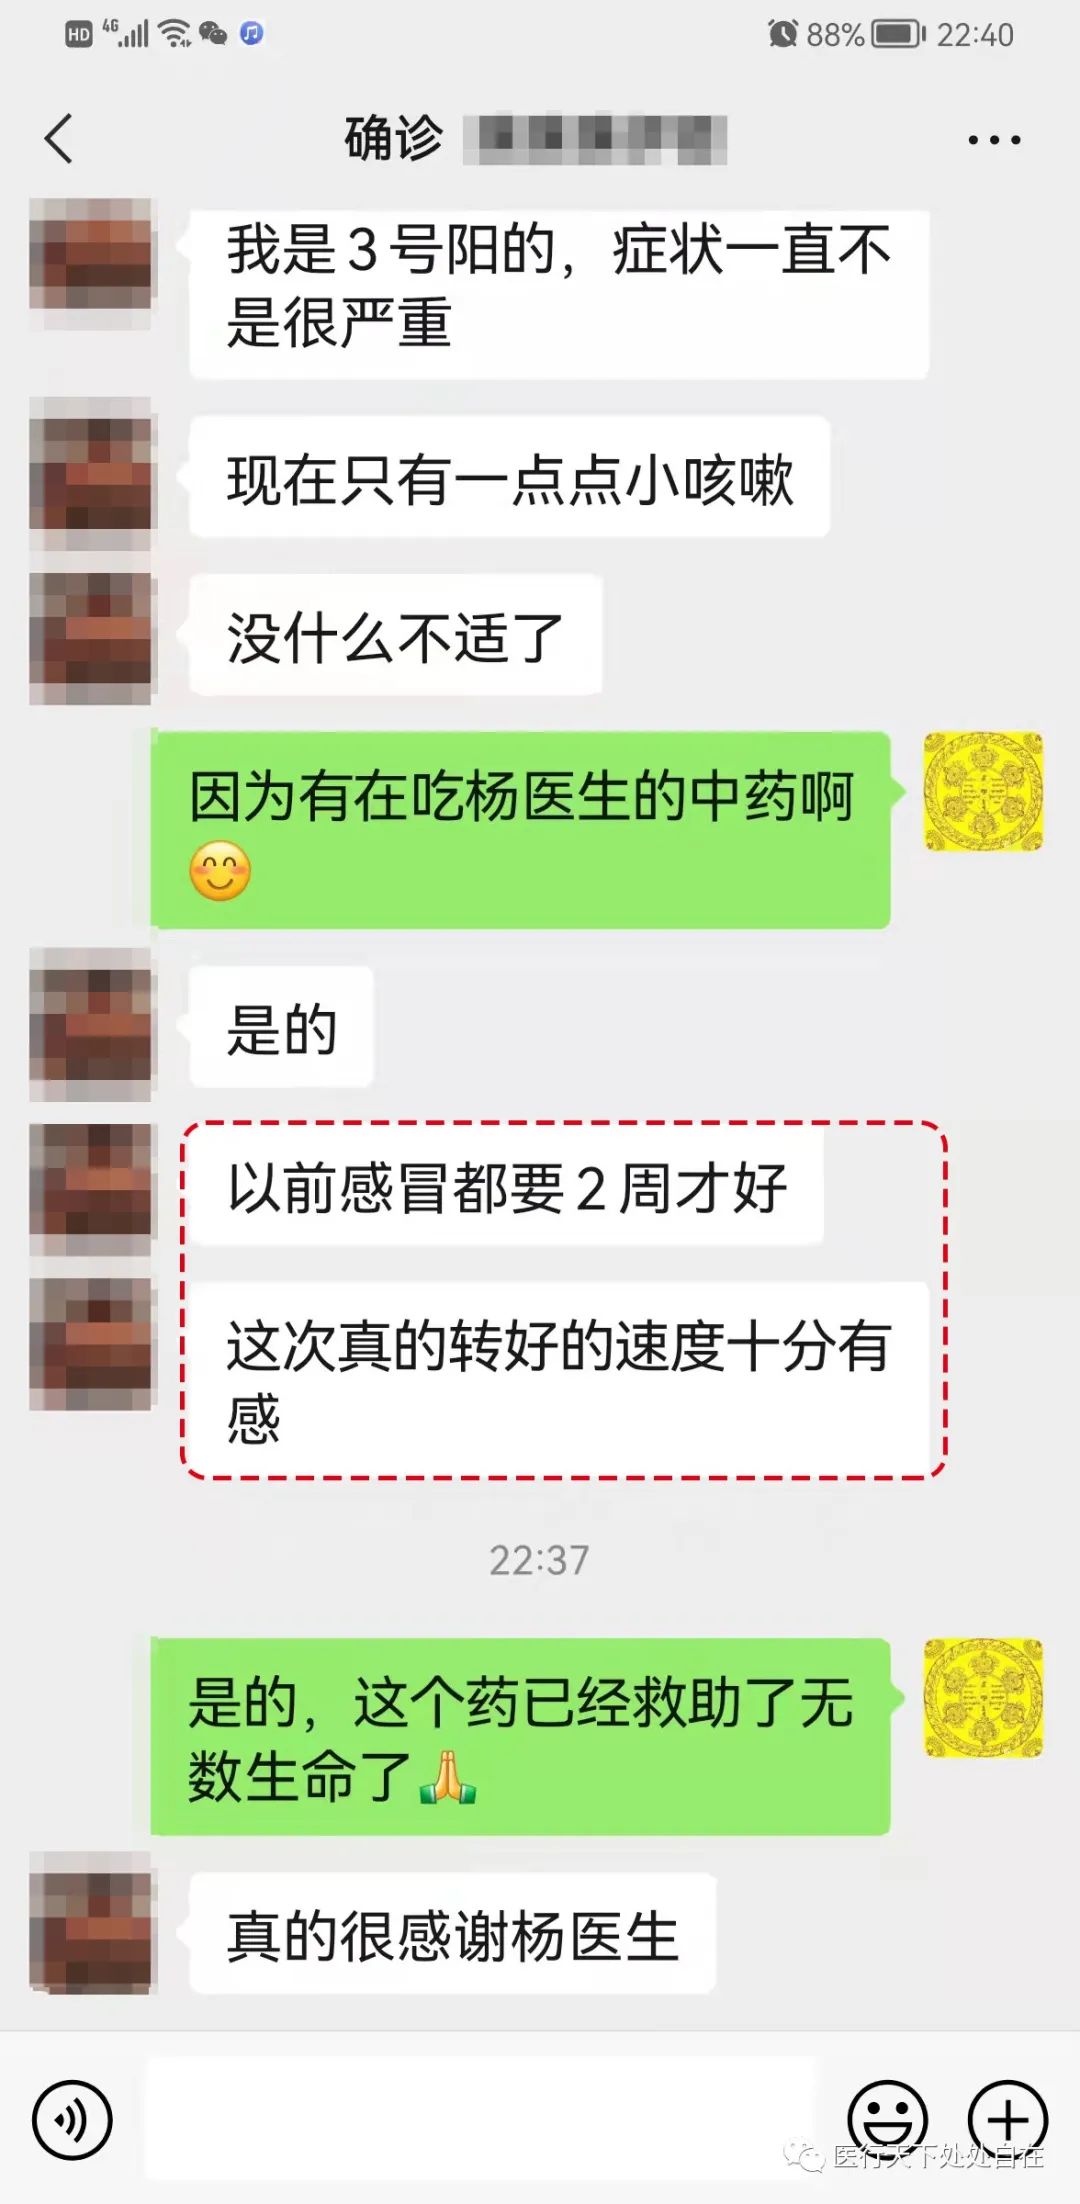 HD 4G 88% 22:40
确诊
我是3号阳的，症状一直不
是很严重
现在只有一点点小咳嗽
没什么不适了
因为有在吃杨医生的中药啊
😊
是的
以前感冒都要2周才好
这次真的转好的速度十分有
感
22:37
是的，这个药已经救助了无
数生命了🙏
真的很感谢杨医生
医行天下处处自在